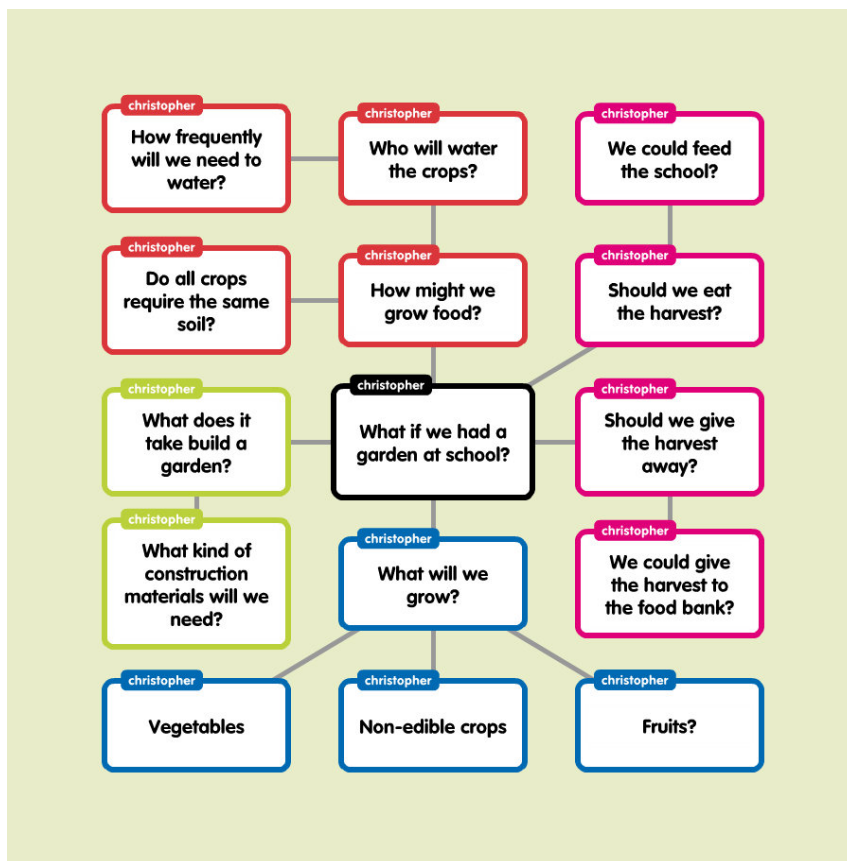 christopher
How frequently
will we need to
water?
christopher
Who will water
the crops?
christopher
We could feed
the school?
christopher
Do all crops
require the same
soil?
christopher
How might we
grow food?
christopher
Should we eat
the harvest?
christopher
What does it
take build a
garden?
christopher
What if we had a
garden at school?
christopher
Should we give
the harvest
away?
christopher
What kind of
construction
materials will we
need?
christopher
What will we
grow?
christopher
We could give
the harvest to
the food bank?
christopher
Vegetables
christopher
Non-edible crops
christopher
Fruits?